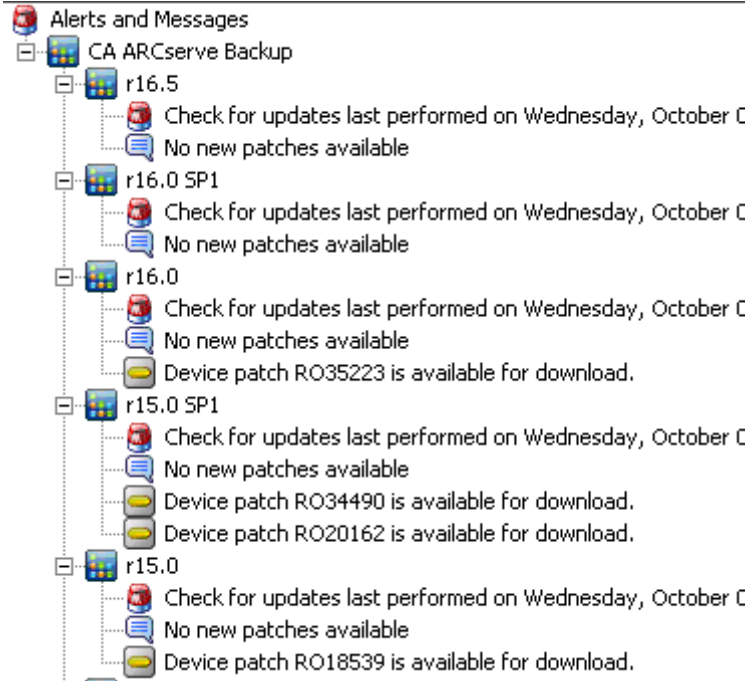 Alerts and Messages
CA ARCserve Backup
r16.5
Check for updates last performed on Wednesday, October
No new patches available
r16.0 SP1
Check for updates last performed on Wednesday, October
No new patches available
r16.0
Check for updates last performed on Wednesday, October
No new patches available
Device patch RO35223 is available for download.
r15.0 SP1
Check for updates last performed on Wednesday, October
No new patches available
Device patch RO34490 is available for download.
Device patch RO20162 is available for download.
r15.0
Check for updates last performed on Wednesday, October
No new patches available
Device patch RO18539 is available for download.